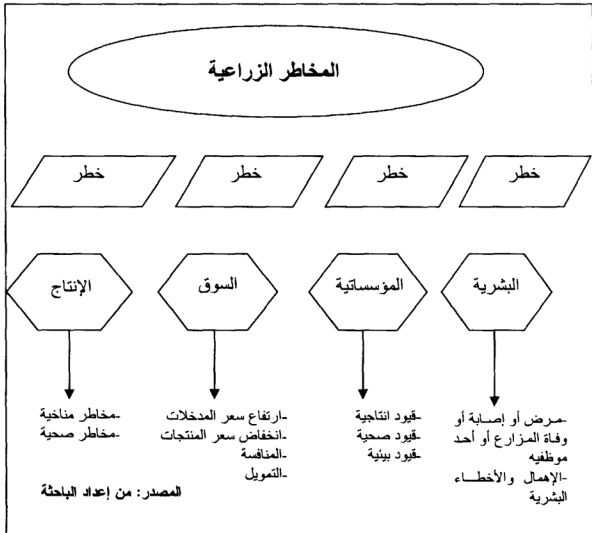 المخاطر الزراعية
خطر
خطر
خطر
خطر
البشرية
المؤسساتية
السوق
الإنتاج
-مرض أو إصابة أو
وفاة المزارع أو أحد
موظفيه
-الإهمال والأخطاء
البشرية
-قيود انتاجية
-قيود صحية
-قيود بيئية
-ارتفاع سعر المدخلات
-انخفاض سعر المنتجات
-المنافسة
-التمويل
-مخاطر مناخية
-مخاطر صحية
المصدر: من إعداد الباحثة